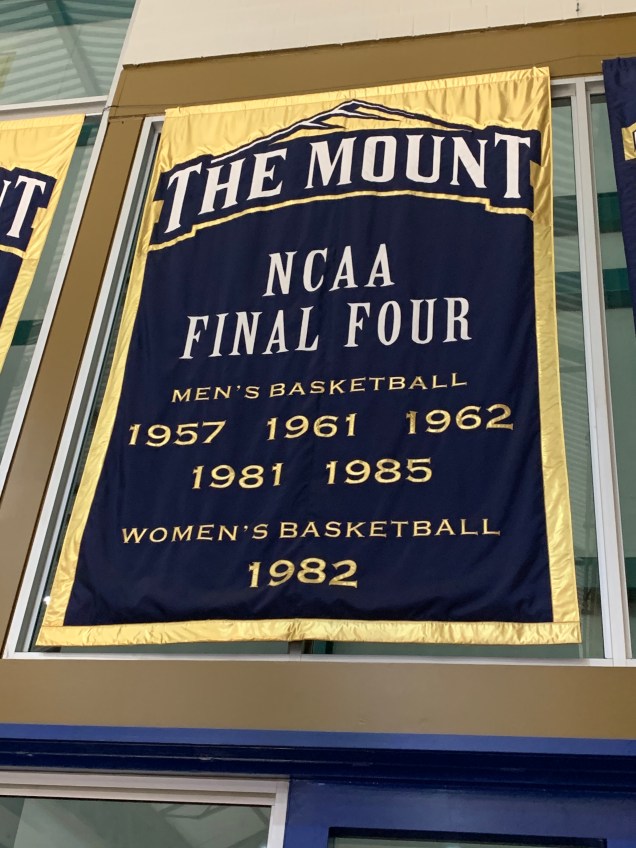 THE MOUNT
NCAA
FINAL FOUR
MEN'S BASKETBALL
1957 1961 1962
1981 1985
WOMEN'S BASKETBALL
1982